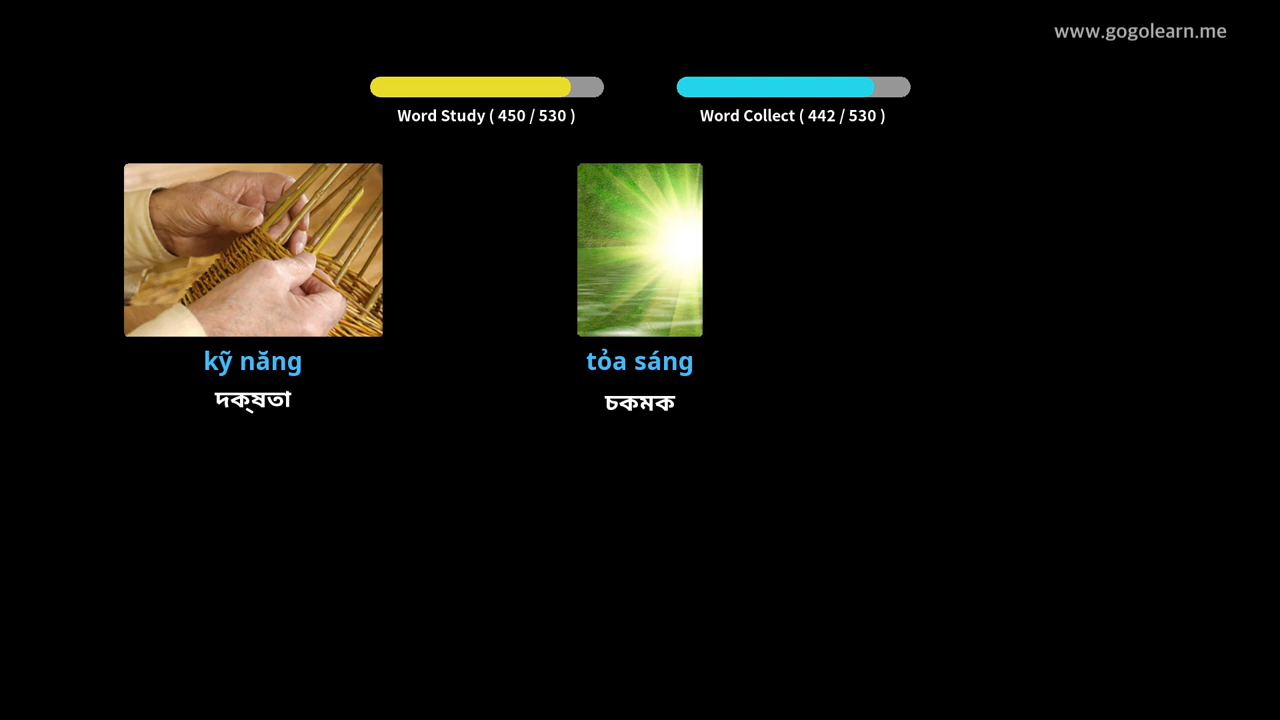 www.gogolearn.me
Word Study ( 450 / 530 )
Word Collect ( 442 / 530 )
kỹ năng
tỏa sáng
দক্ষতা
চকমক